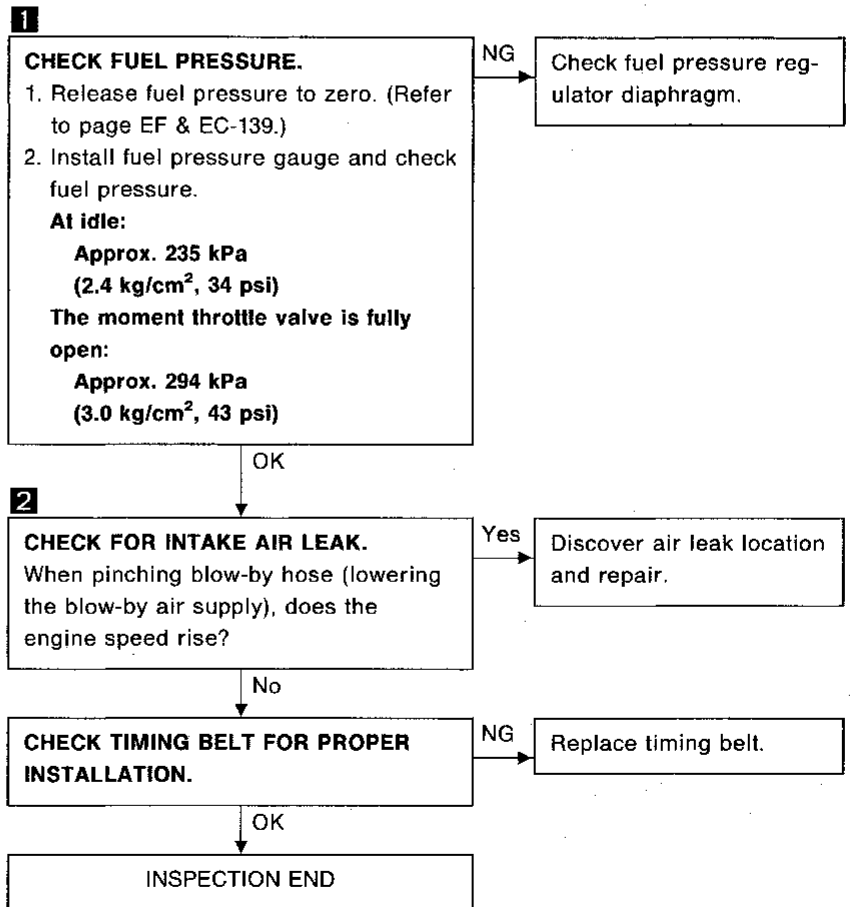 1
CHECK FUEL PRESSURE.
1. Release fuel pressure to zero. (Refer
to page EF & EC-139.)
2. Install fuel pressure gauge and check
fuel pressure.
At idle:
Approx. 235 kPa
(2.4 kg/cm², 34 psi)
The moment throttle valve is fully
open:
Approx. 294 kPa
(3.0 kg/cm², 43 psi)
NG
Check fuel pressure reg-
ulator diaphragm.
OK
2
CHECK FOR INTAKE AIR LEAK.
When pinching blow-by hose (lowering
the blow-by air supply), does the
engine speed rise?
Yes
Discover air leak location
and repair.
No
CHECK TIMING BELT FOR PROPER
INSTALLATION.
NG
Replace timing belt.
OK
INSPECTION END